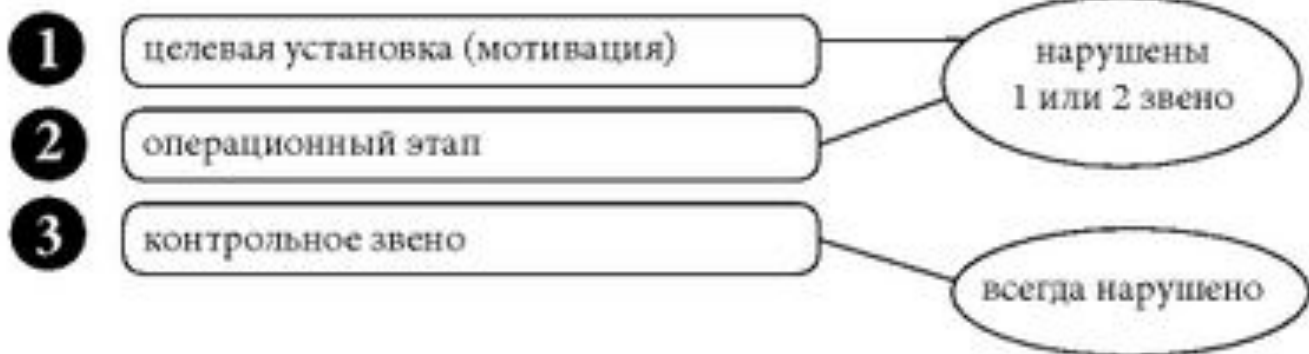 1 целевая установка (мотивация)
2 операционный этап
3 контрольное звено
нарушены
1 или 2 звено
всегда нарушено